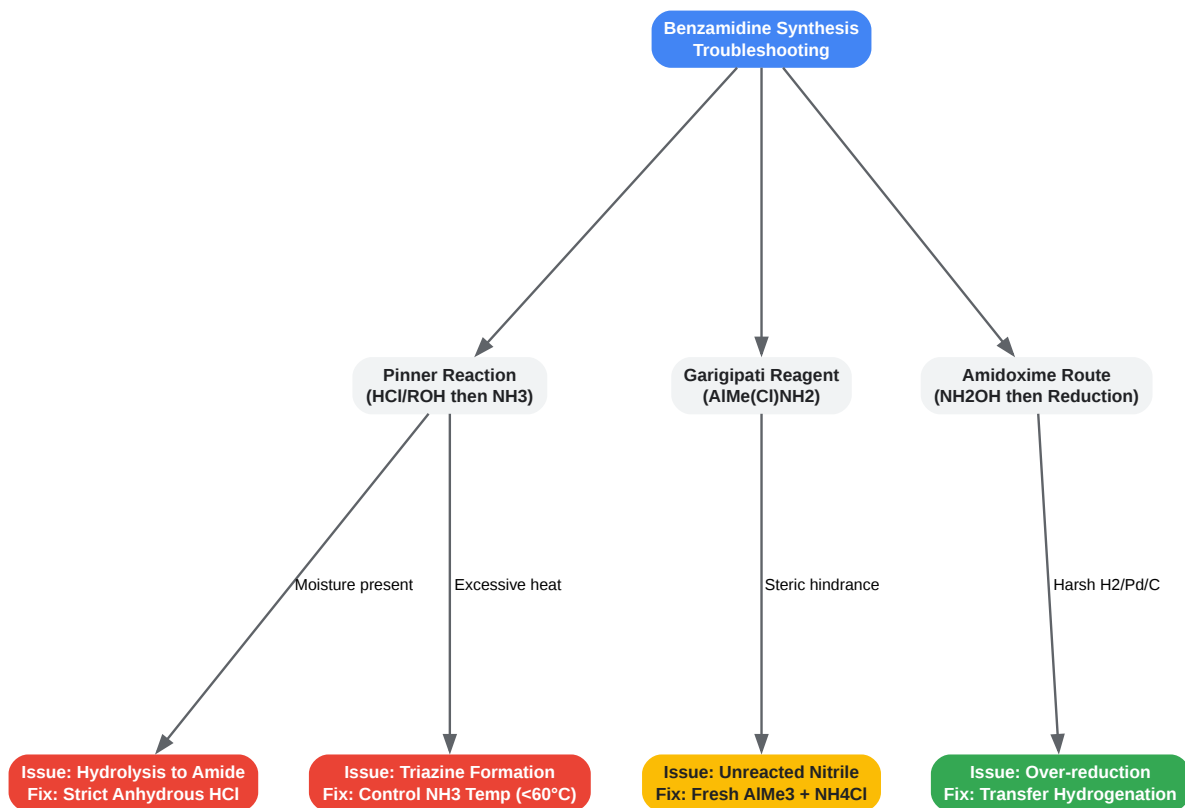 Benzamidine Synthesis
Troubleshooting
Pinner Reaction
(HCl/ROH then NH3)
Garigipati Reagent
(AlMe(Cl)NH2)
Amidoxime Route
(NH2OH then Reduction)
Moisture present
Excessive heat
Steric hindrance
Harsh H2/Pd/C
Issue: Hydrolysis to Amide
Fix: Strict Anhydrous HCl
Issue: Triazine Formation
Fix: Control NH3 Temp (<60°C)
Issue: Unreacted Nitrile
Fix: Fresh AlMe3 + NH4Cl
Issue: Over-reduction
Fix: Transfer Hydrogenation